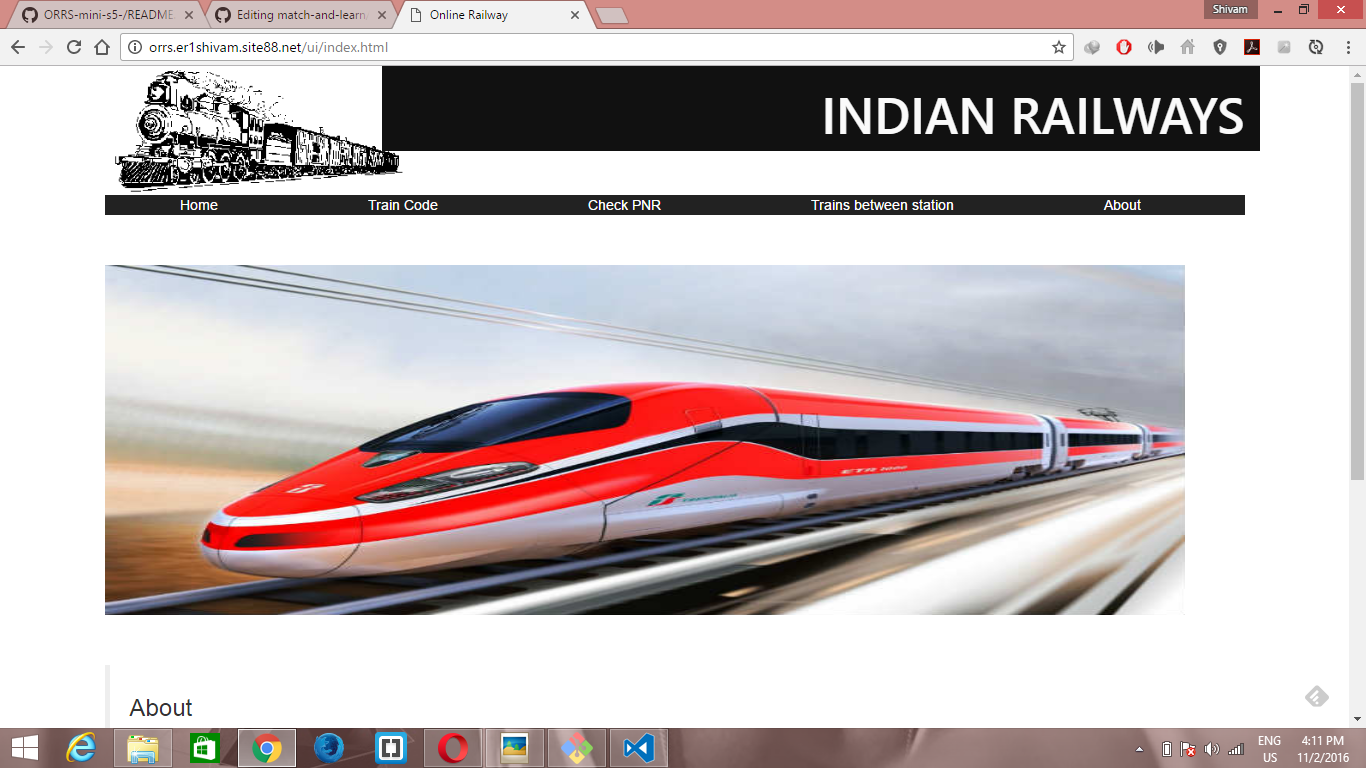 Shivam
ORRS-mini-s5-/README
Editing match-and-learn
Online Railway
orrs.er1shivam.site88.net/ui/index.html
INDIAN RAILWAYS
Home
Train Code
Check PNR
Trains between station
About
ETR 1000
About
ENG
US
4:11 PM
11/2/2016